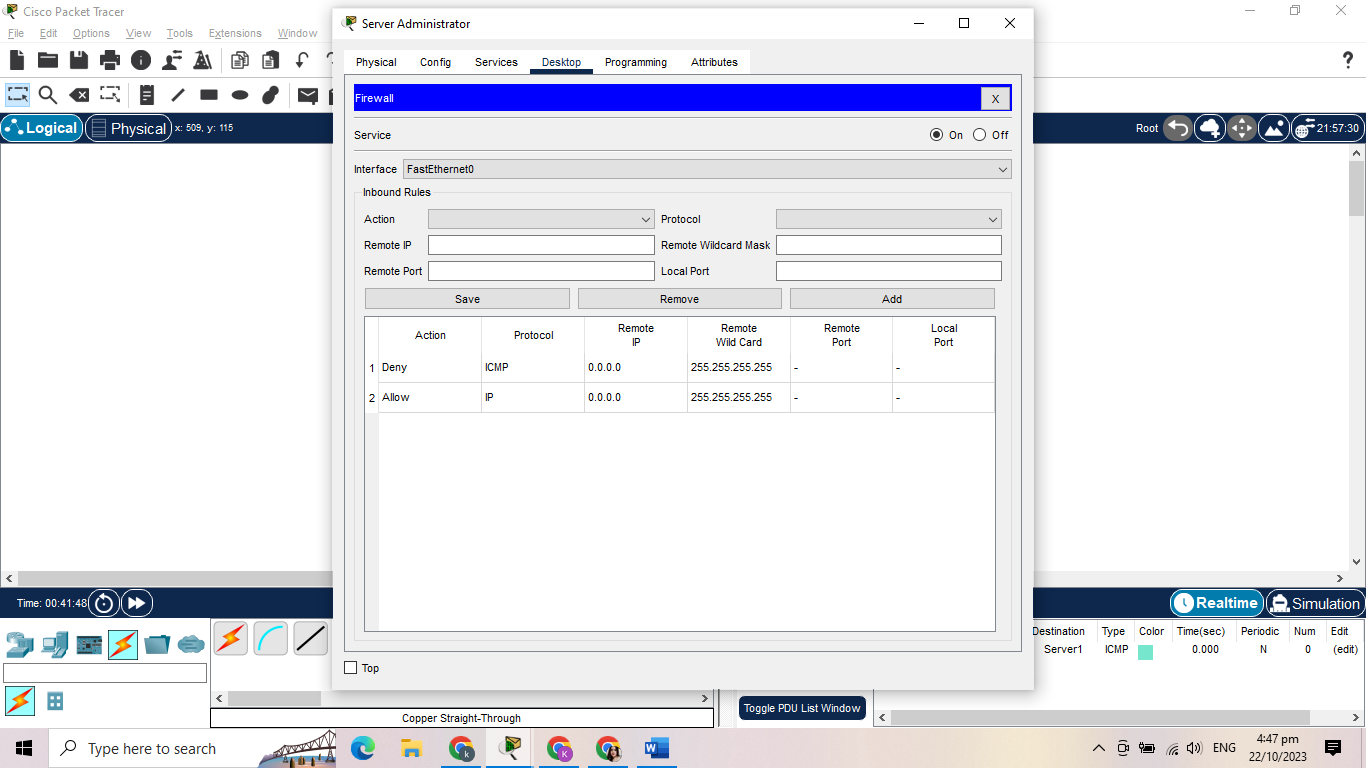 Cisco Packet Tracer
File Edit Options View Tools Extensions Window
Logical Physical x: 509, y: 115
Server Administrator
Physical Config Services Desktop Programming Attributes
Firewall X
Service On Off
Interface FastEthernet0
Inbound Rules
Action Protocol
Remote IP Remote Wildcard Mask
Remote Port Local Port
Save Remove Add
Action Protocol Remote IP Remote Wild Card Remote Port Local Port
1 Deny ICMP 0.0.0.0 255.255.255.255 - -
2 Allow IP 0.0.0.0 255.255.255.255 - -
Top
Root 21:57:30
Time: 00:41:48
Realtime Simulation
Destination Type Color Time(sec) Periodic Num Edit
Server1 ICMP 0.000 N 0 (edit)
Copper Straight-Through
Toggle PDU List Window
Type here to search
ENG 4:47 pm
22/10/2023